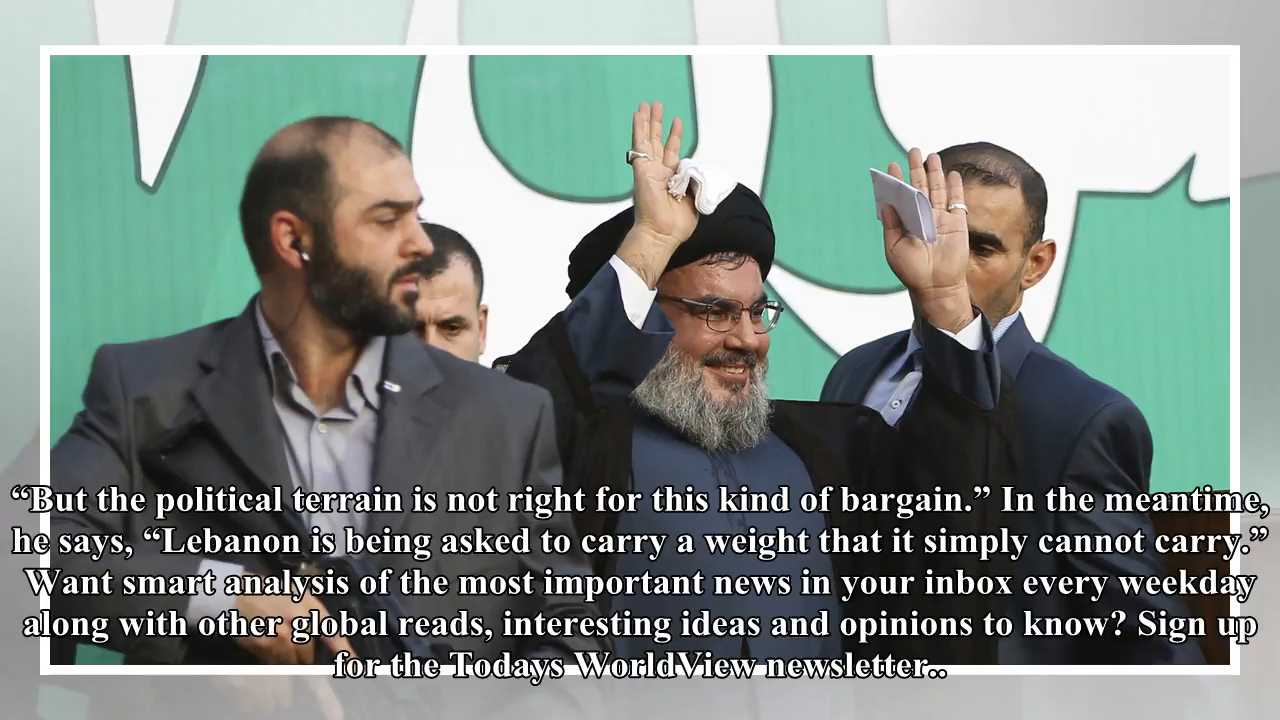 “But the political terrain is not right for this kind of bargain.” In the meantime,
he says, “Lebanon is being asked to carry a weight that it simply cannot carry.”
Want smart analysis of the most important news in your inbox every weekday
along with other global reads, interesting ideas and opinions to know? Sign up
for the Todays WorldView newsletter..